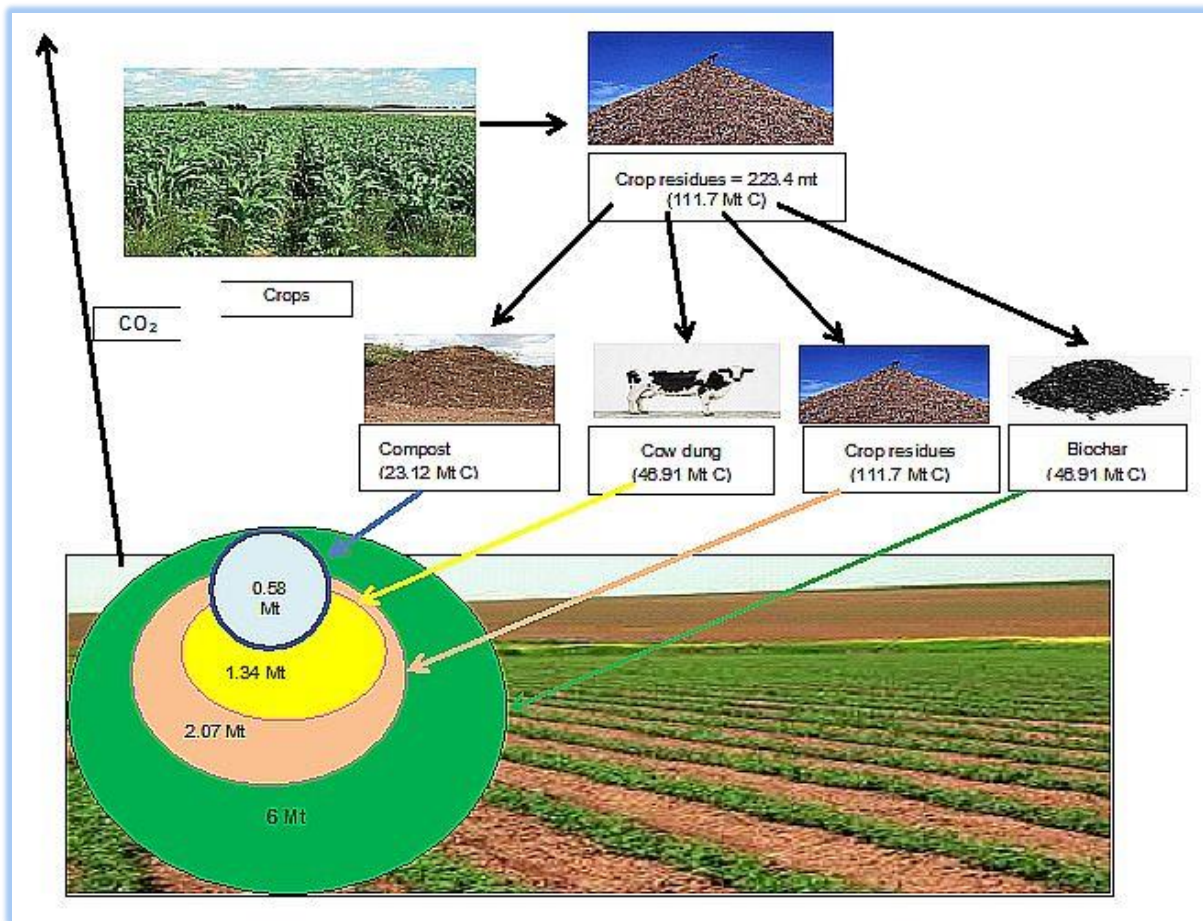 Crop residues = 223.4 mt
(111.7 Mt C)
Crops
CO₂
Compost
(23.12 Mt C)
Cow dung
(46.91 Mt C)
Crop residues
(111.7 Mt C)
Biochar
(46.91 Mt C)
0.58
Mt
1.34 Mt
2.07 Mt
6 Mt